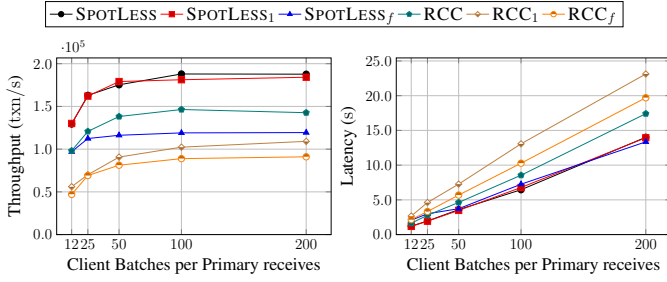 SPOTLESS SPOTLESS₁ SPOTLESSf RCC RCC₁ RCCf
·10⁵
Throughput (txn/s)
2.0
1.5
1.0
0.5
0.0
12 25 50 100 200
Client Batches per Primary receives
Latency (s)
25.0
20.0
15.0
10.0
5.0
0.0
12 25 50 100 200
Client Batches per Primary receives